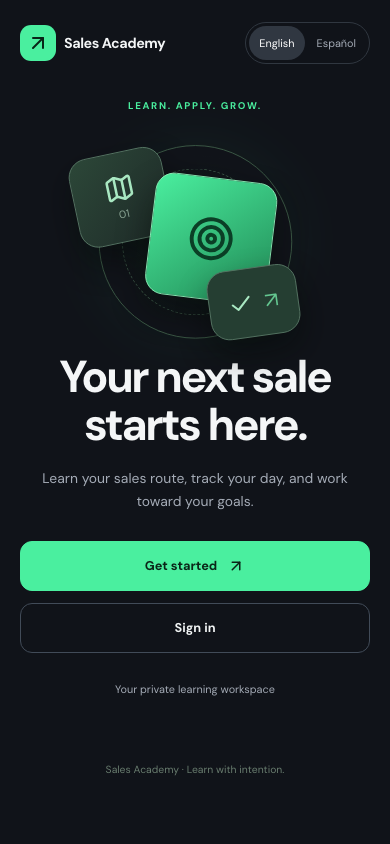 Sales Academy
English
Español
LEARN. APPLY. GROW.
01
Your next sale
starts here.
Learn your sales route, track your day, and work
toward your goals.
Get started
Sign in
Your private learning workspace
Sales Academy · Learn with intention.